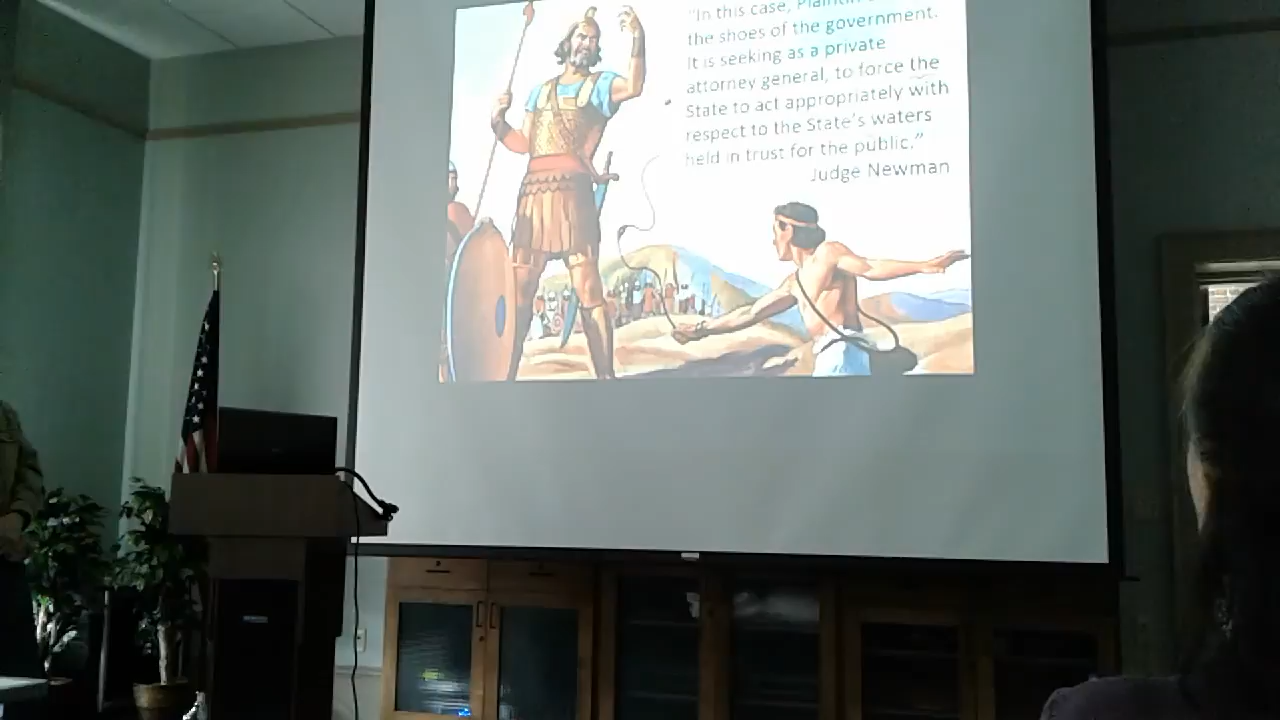 "In this case, Plaintiff
the shoes of the government.
It is seeking as a private
attorney general, to force the
State to act appropriately with
respect to the State's waters
held in trust for the public."
Judge Newman